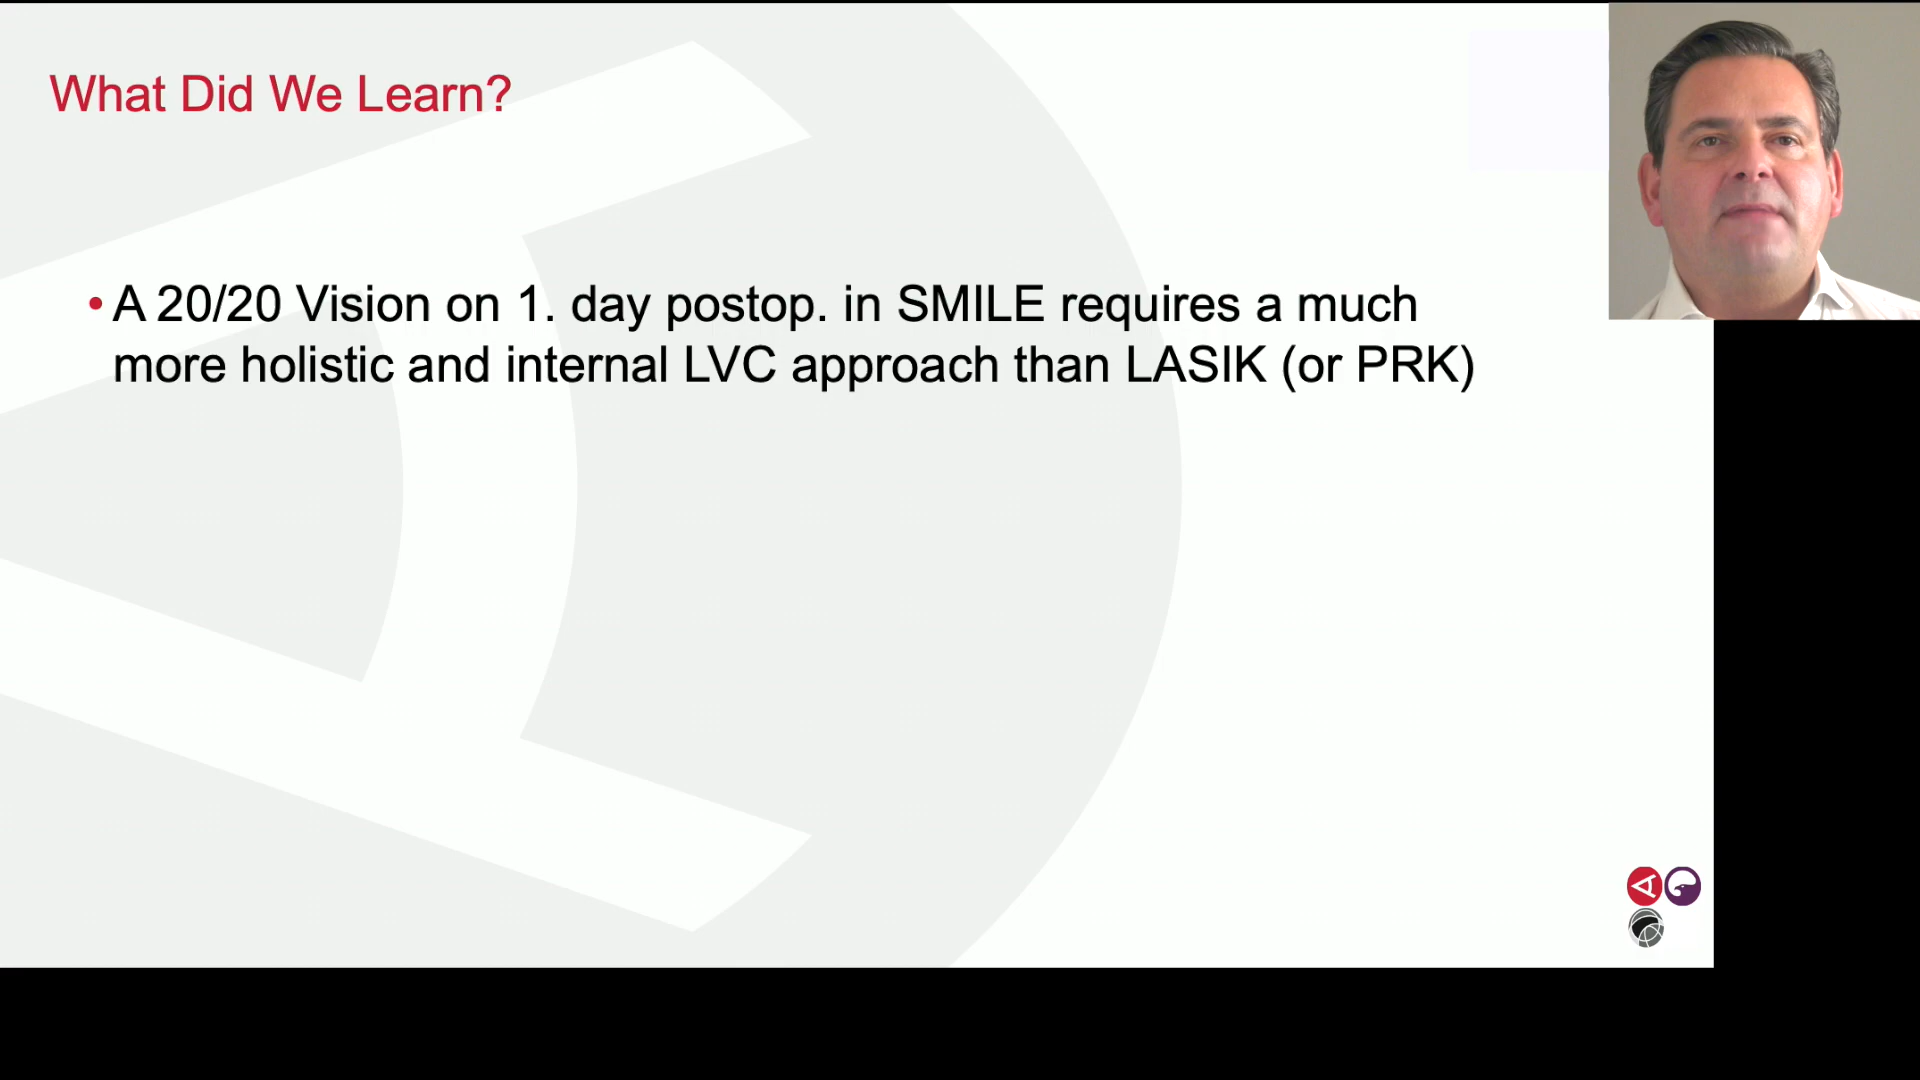 What Did We Learn?
• A 20/20 Vision on 1. day postop. in SMILE requires a much
more holistic and internal LVC approach than LASIK (or PRK)